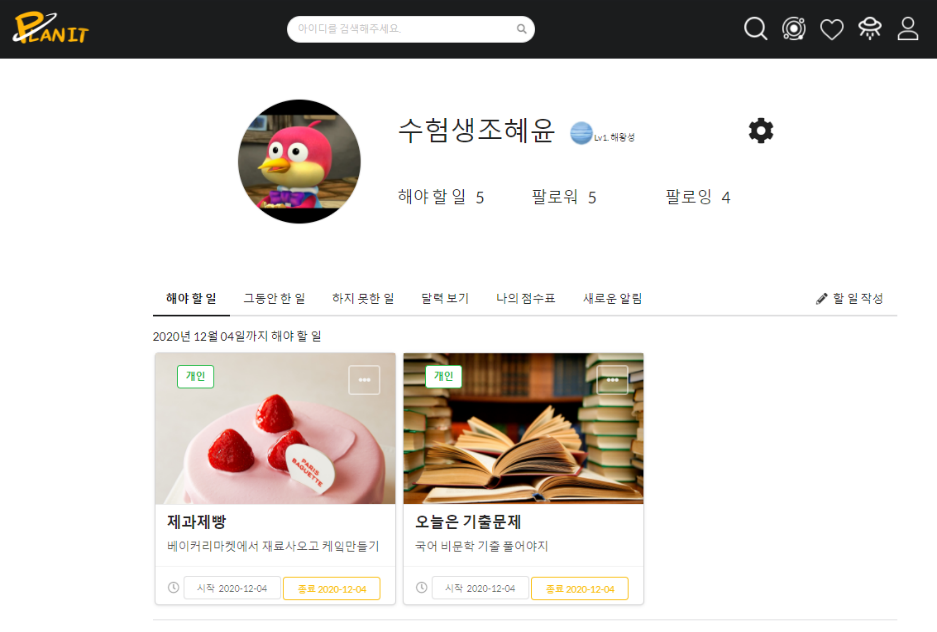 PLANIT
아이디를 검색해주세요.
수험생조혜윤 Lv1. 해왕성
해야 할 일 5 팔로워 5 팔로잉 4
해야 할 일 그동안 한 일 하지 못한 일 달력 보기 나의 점수표 새로운 알림 할 일 작성
2020년 12월 04일까지 해야 할 일
개인
PARIS
BAGUETTE
제과제빵
베이커리마켓에서 재료사오고 케잌만들기
시작 2020-12-04 종료 2020-12-04
개인
오늘은 기출문제
국어 비문학 기출 풀어야지
시작 2020-12-04 종료 2020-12-04